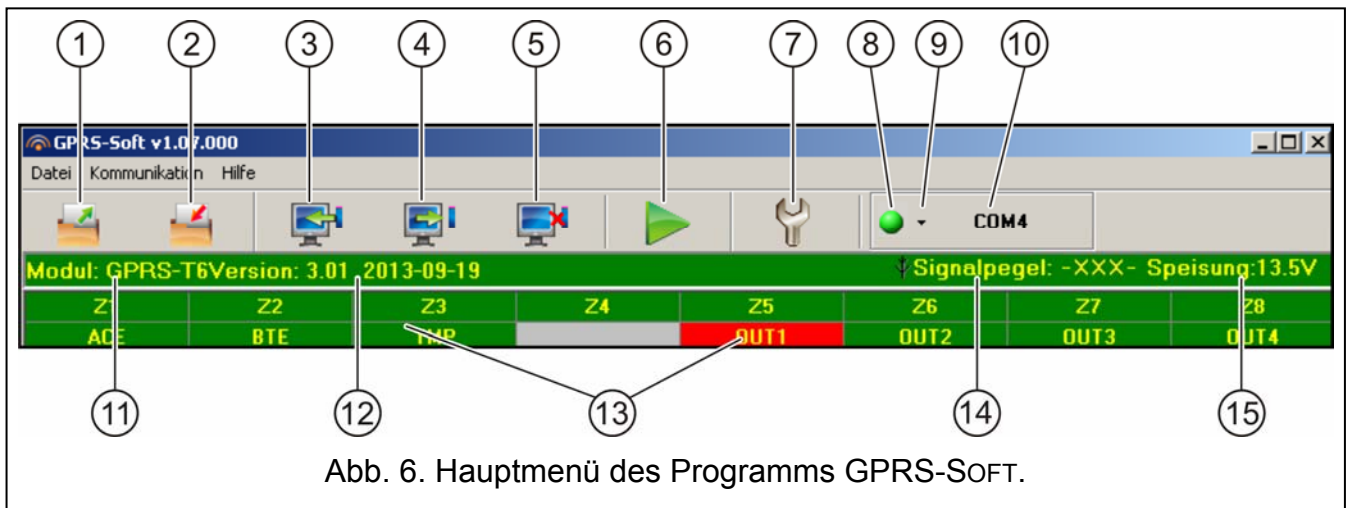 1 2 3 4 5 6 7 8 9 10
GPRS-Soft v1.07.000
Datei Kommunikation Hilfe
COM4
Modul: GPRS-T6Version: 3.01 2013-09-19 Signalpegel: -XXX- Speisung:13.5V
Z1 Z2 Z3 Z4 Z5 Z6 Z7 Z8
ACE BTE TMP OUT1 OUT2 OUT3 OUT4
11 12 13 14 15
Abb. 6. Hauptmenü des Programms GPRS-SOFT.